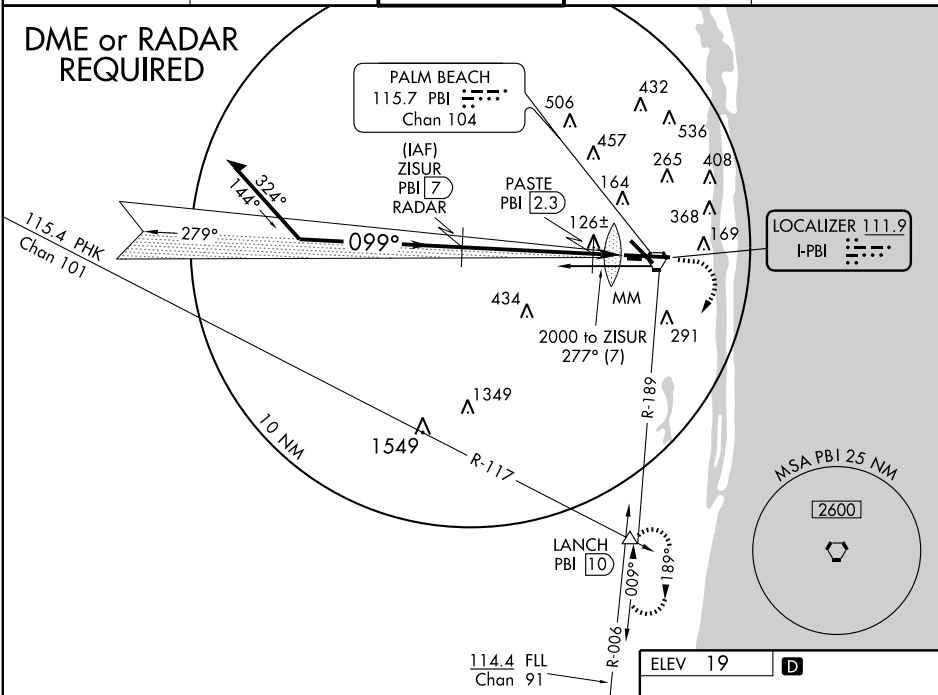 DME or RADAR
REQUIRED
PALM BEACH
115.7 PBI
Chan 104
506
432
536
457
265
408
164
368
169
(IAF)
ZISUR
PBI 7
RADAR
PASTE
PBI 2.3
126±
LOCALIZER 111.9
I-PBI
324°
144°
279°
099°
115.4 PHK
Chan 101
MM
434
2000 to ZISUR
277° (7)
291
R-189
1349
1549
10 NM
R-117
MSA PBI 25 NM
2600
LANCH
PBI 10
009°
189°
R-006
114.4 FLL
Chan 91
ELEV 19
D